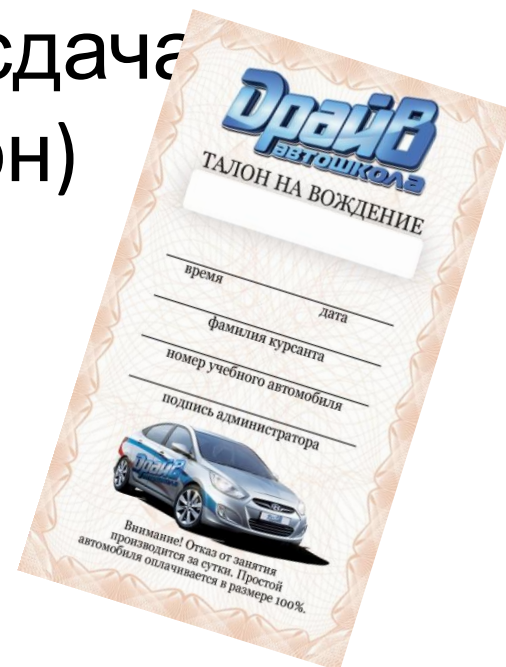 сдача
он)
Драйв
автошкола
ТАЛОН НА ВОЖДЕНИЕ
время
дата
фамилия курсанта
номер учебного автомобиля
подпись администратора
Драйв
Внимание! Отказ от занятия
производится за сутки. Простой
автомобиля оплачивается в размере 100%.